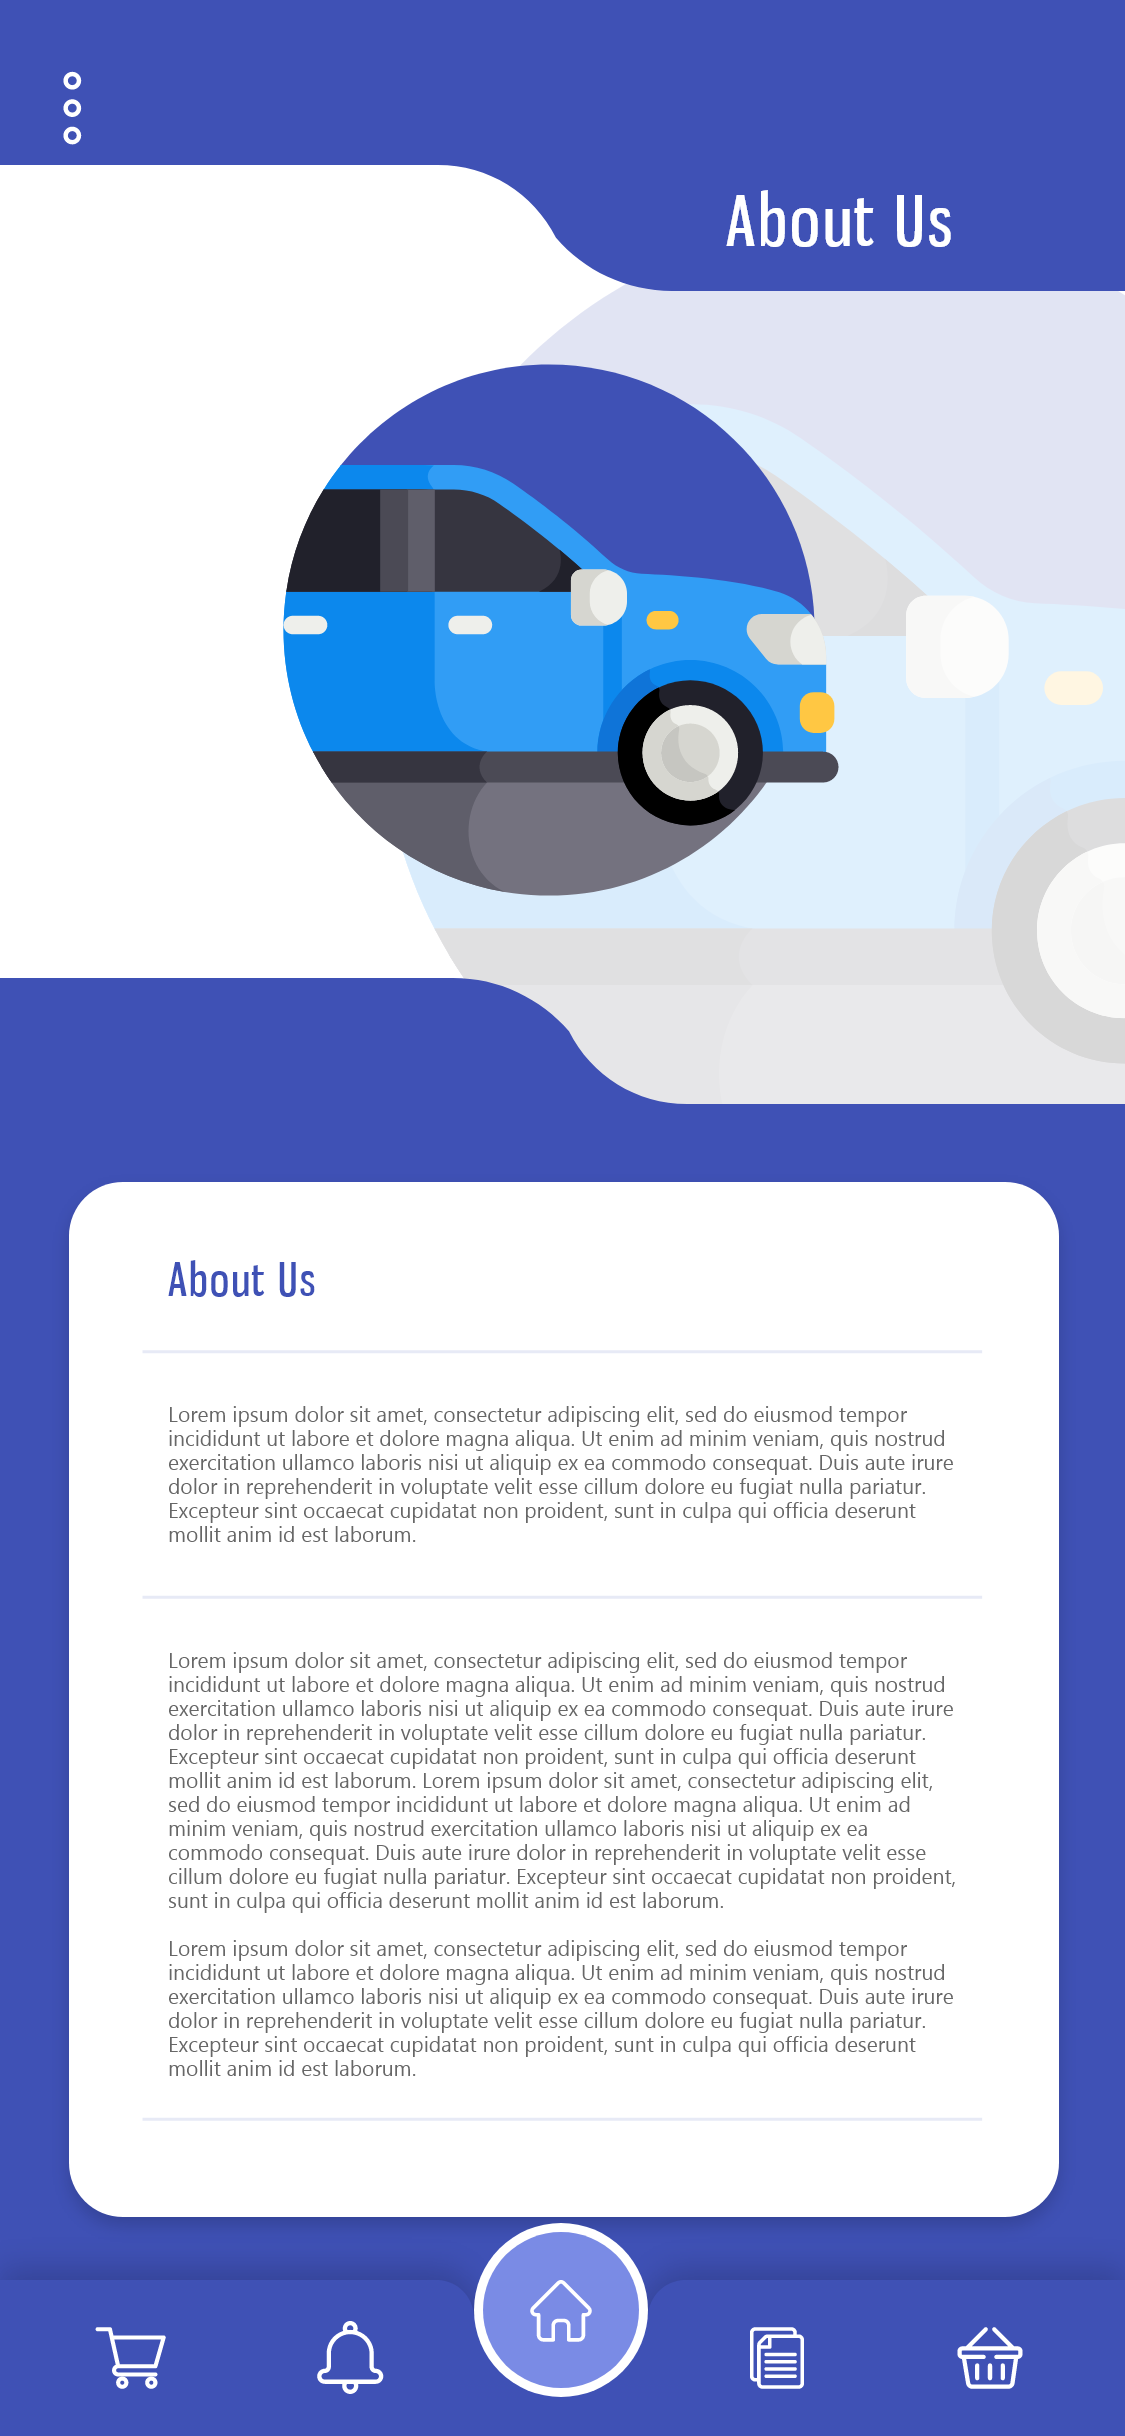 About Us
About Us
Lorem ipsum dolor sit amet, consectetur adipiscing elit, sed do eiusmod tempor
incididunt ut labore et dolore magna aliqua. Ut enim ad minim veniam, quis nostrud
exercitation ullamco laboris nisi ut aliquip ex ea commodo consequat. Duis aute irure
dolor in reprehenderit in voluptate velit esse cillum dolore eu fugiat nulla pariatur.
Excepteur sint occaecat cupidatat non proident, sunt in culpa qui officia deserunt
mollit anim id est laborum.
Lorem ipsum dolor sit amet, consectetur adipiscing elit, sed do eiusmod tempor
incididunt ut labore et dolore magna aliqua. Ut enim ad minim veniam, quis nostrud
exercitation ullamco laboris nisi ut aliquip ex ea commodo consequat. Duis aute irure
dolor in reprehenderit in voluptate velit esse cillum dolore eu fugiat nulla pariatur.
Excepteur sint occaecat cupidatat non proident, sunt in culpa qui officia deserunt
mollit anim id est laborum. Lorem ipsum dolor sit amet, consectetur adipiscing elit,
sed do eiusmod tempor incididunt ut labore et dolore magna aliqua. Ut enim ad
minim veniam, quis nostrud exercitation ullamco laboris nisi ut aliquip ex ea
commodo consequat. Duis aute irure dolor in reprehenderit in voluptate velit esse
cillum dolore eu fugiat nulla pariatur. Excepteur sint occaecat cupidatat non proident,
sunt in culpa qui officia deserunt mollit anim id est laborum.
Lorem ipsum dolor sit amet, consectetur adipiscing elit, sed do eiusmod tempor
incididunt ut labore et dolore magna aliqua. Ut enim ad minim veniam, quis nostrud
exercitation ullamco laboris nisi ut aliquip ex ea commodo consequat. Duis aute irure
dolor in reprehenderit in voluptate velit esse cillum dolore eu fugiat nulla pariatur.
Excepteur sint occaecat cupidatat non proident, sunt in culpa qui officia deserunt
mollit anim id est laborum.